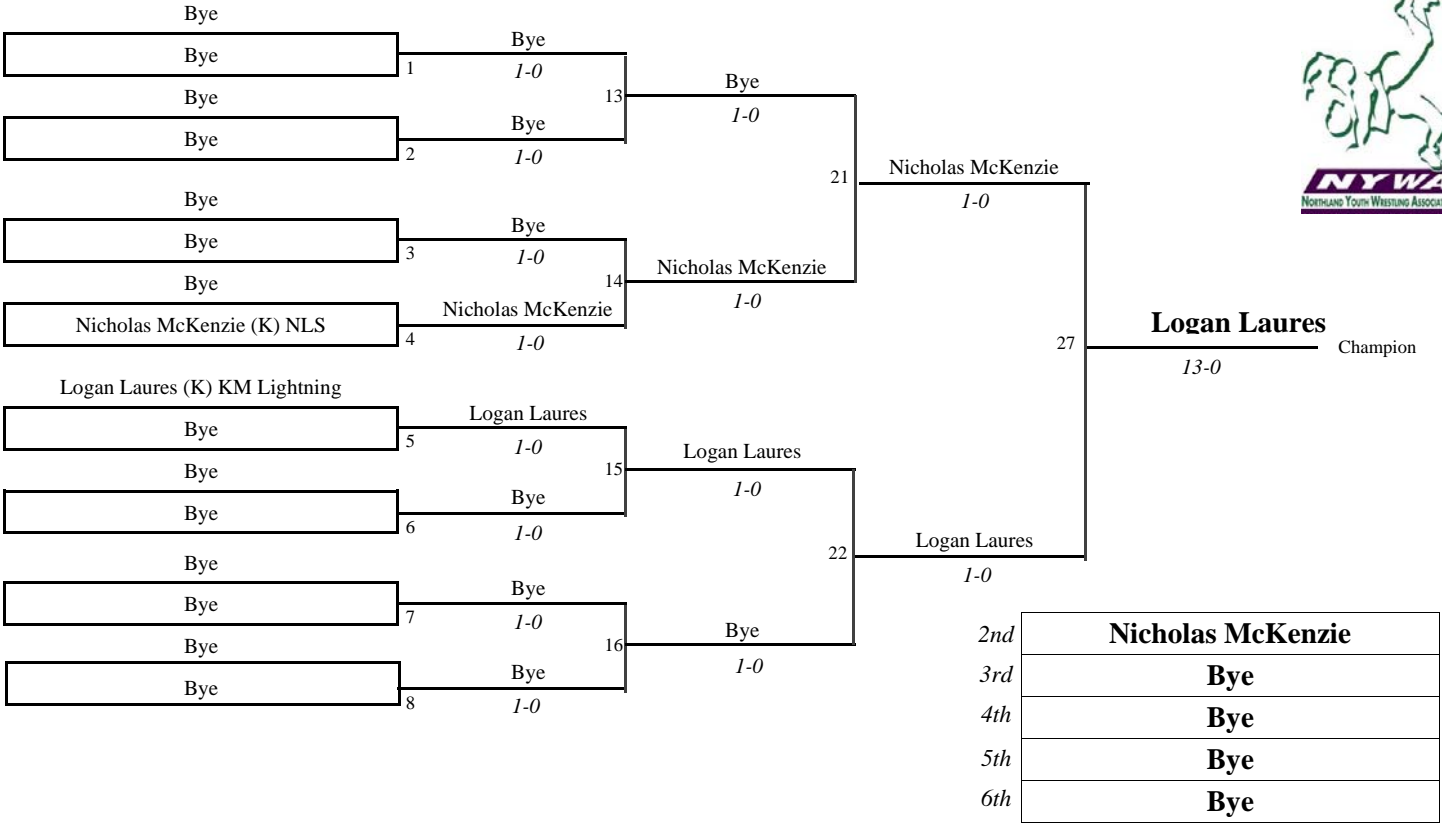 Bye
Bye
1
Bye
1-0
Bye
Bye
2
Bye
1-0
13
Bye
1-0
Bye
Bye
3
Bye
1-0
Bye
Nicholas McKenzie (K) NLS
4
Nicholas McKenzie
1-0
14
Nicholas McKenzie
1-0
21
Nicholas McKenzie
1-0
Logan Laures (K) KM Lightning
Bye
5
Logan Laures
1-0
Bye
Bye
6
Bye
1-0
15
Logan Laures
1-0
Bye
Bye
7
Bye
1-0
Bye
Bye
8
Bye
1-0
16
Bye
1-0
22
Logan Laures
1-0
27
Logan Laures
13-0
Champion
2nd Nicholas McKenzie
3rd Bye
4th Bye
5th Bye
6th Bye
NYWA
NORTHLAND YOUTH WRESTLING